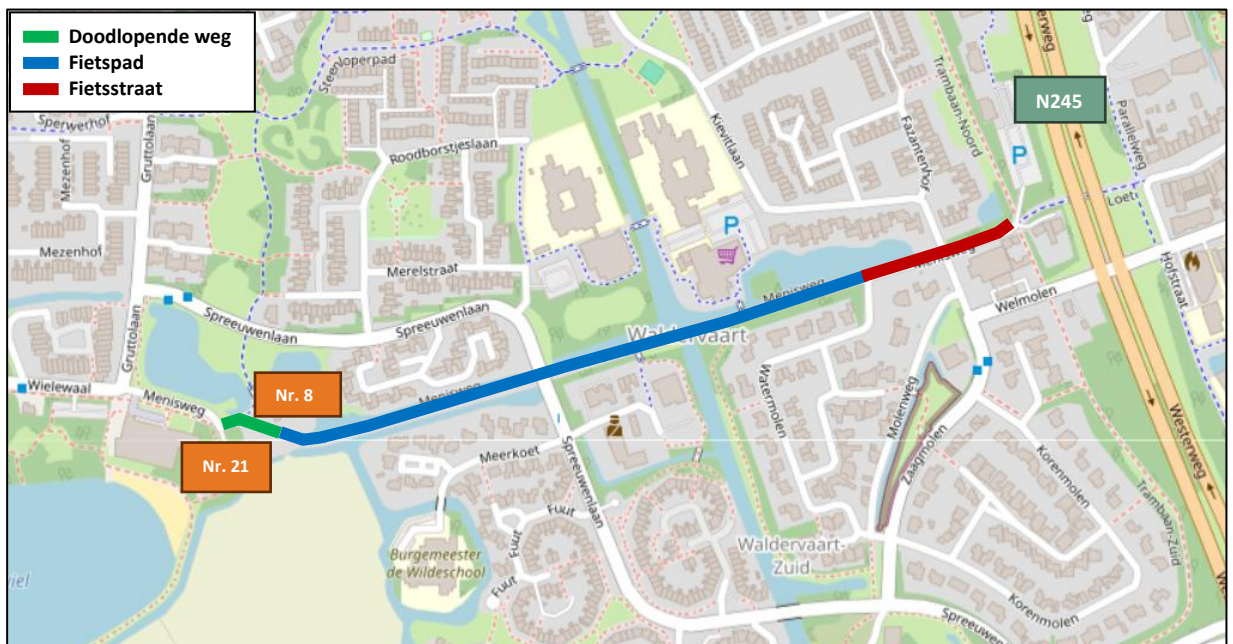 Doodlopende weg
Fietspad
Fietsstraat
Steenloperpad
Sperwerhof
Mezenhof
Gruttolaan
Roodborstjeslaan
Kievitlaan
Fazantenhof
Trambaan-Noord
Westerweg
N245
Parallelweg
P
Loet
Mezenhof
Merelstraat
P
Menisweg
Hofstraat
Welmolen
Spreeuwenlaan
Spreeuwenlaan
Menisweg
Waldervaart
Gruttolaan
Wielewaal
Menisweg
Nr. 8
Menisweg
Watermolen
Molenweg
Zaagmolen
Westerweg
Nr. 21
Meerkoet
Spreeuwenlaan
Korenmolen
Trambaan-Zuid
Fuut
Fuut
Fuut
Burgemeester
de Wildeschool
Waldervaart-
Zuid
Korenmolen
Spreeuwenlaan